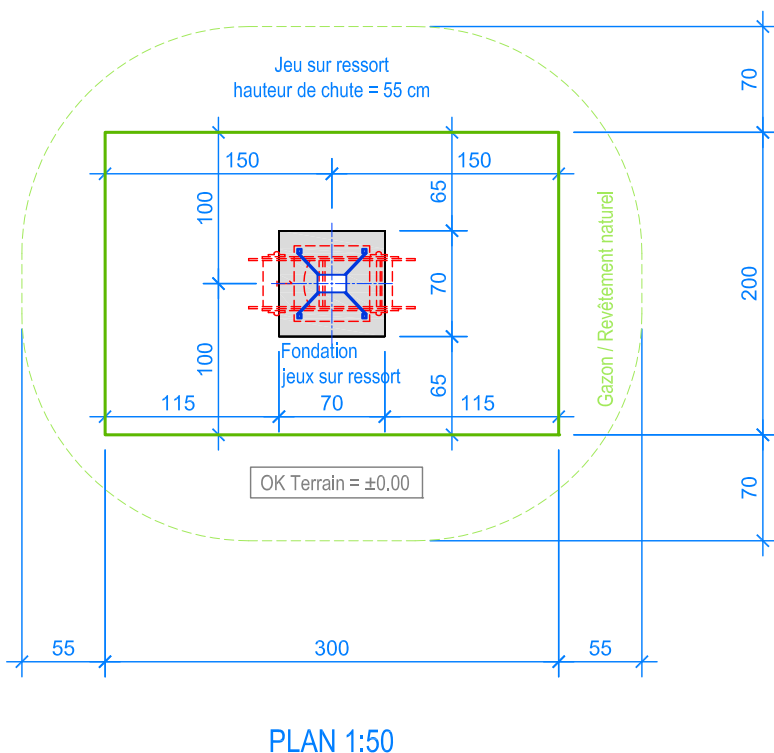 Jeu sur ressort
hauteur de chute = 55 cm
70
150
150
100
65
Gazon / Revêtement naturel
70
200
100
Fondation
jeux sur ressort
65
115
70
115
OK Terrain = ±0.00
70
55
300
55
PLAN 1:50